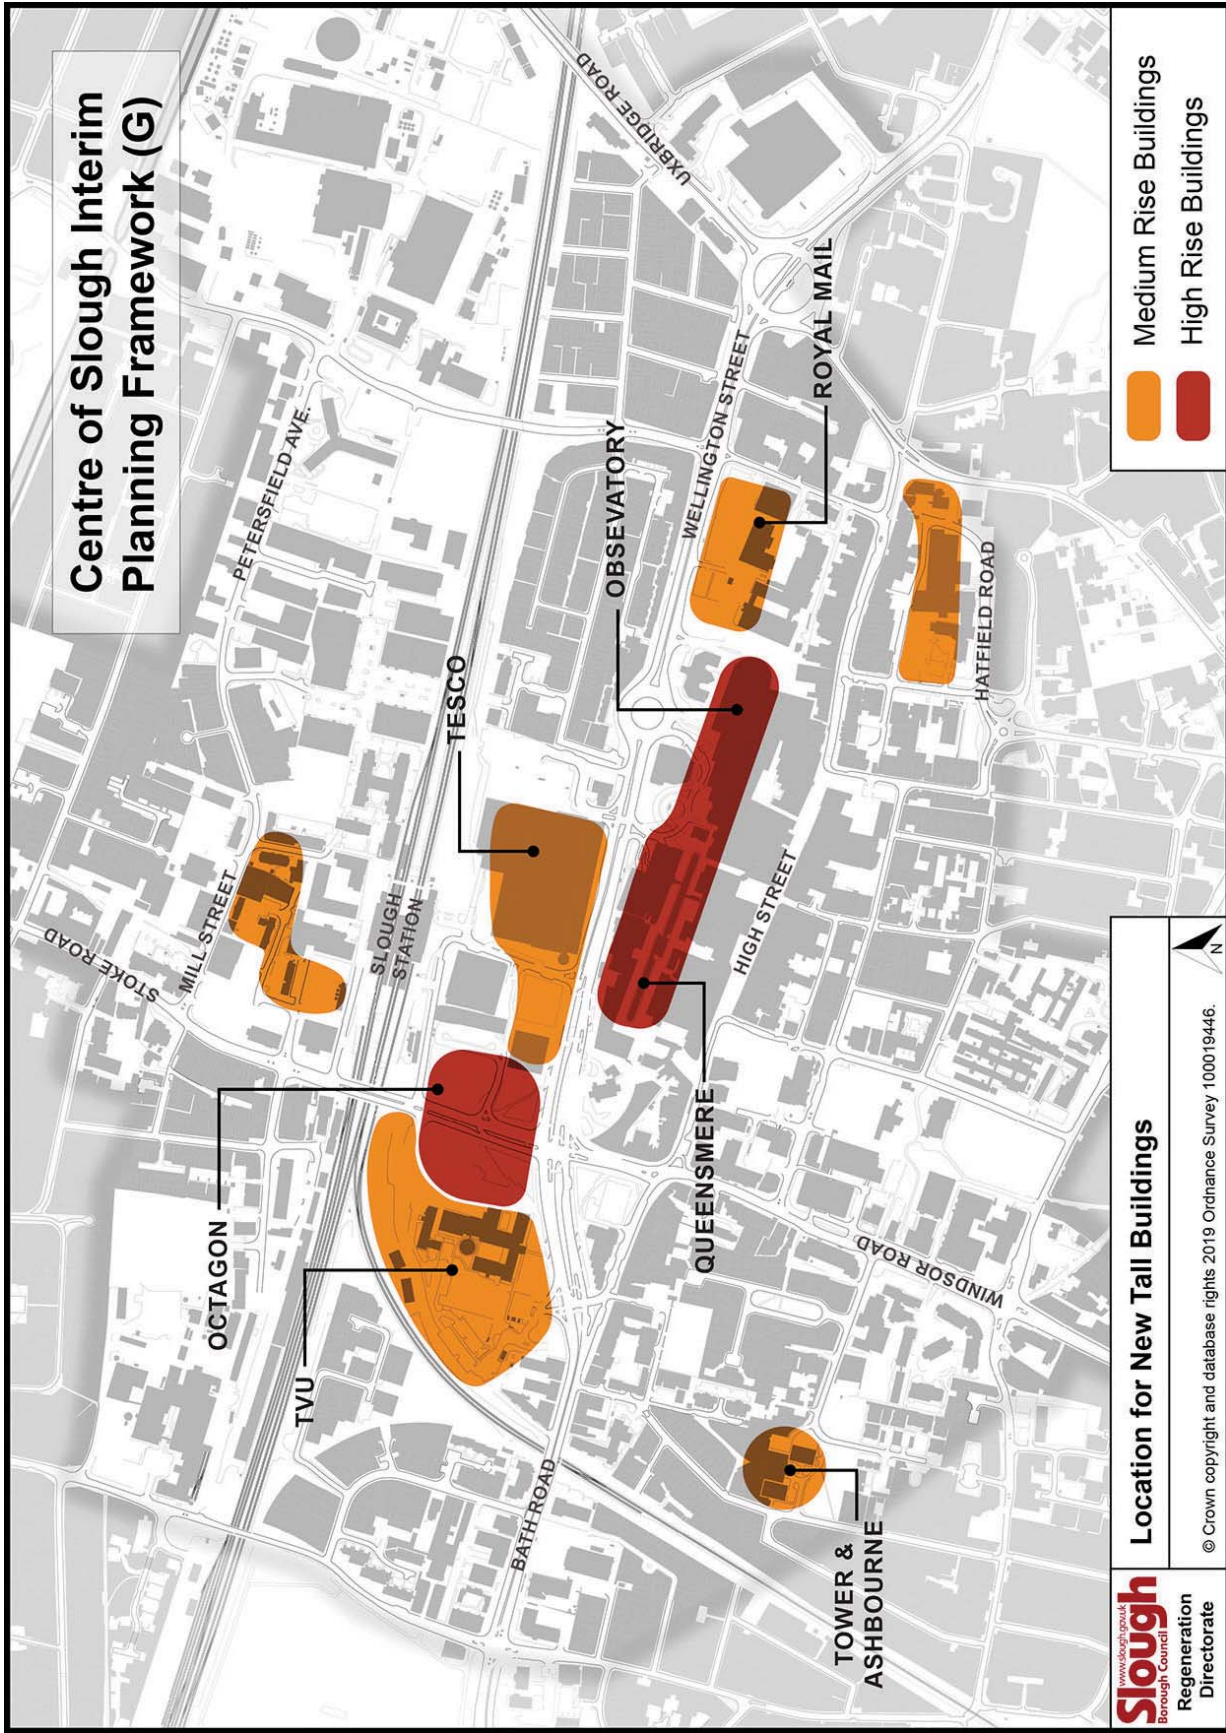 Centre of Slough Interim
Planning Framework (G)
UXBRIDGE ROAD
PETERSFIELD AVE.
STOKE ROAD
MILL STREET
SLOUGH
STATION
TESCO
OBSEVATORY
WELLINGTON STREET
ROYAL MAIL
OCTAGON
TVU
HIGH STREET
HATFIELD ROAD
QUEENSMERE
WINDSOR ROAD
BATH ROAD
TOWER &
ASHBOURNE
Medium Rise Buildings
High Rise Buildings
www.slough.gov.uk
Slough
Borough Council
Regeneration
Directorate
Location for New Tall Buildings
© Crown copyright and database rights 2019 Ordnance Survey 100019446.
N